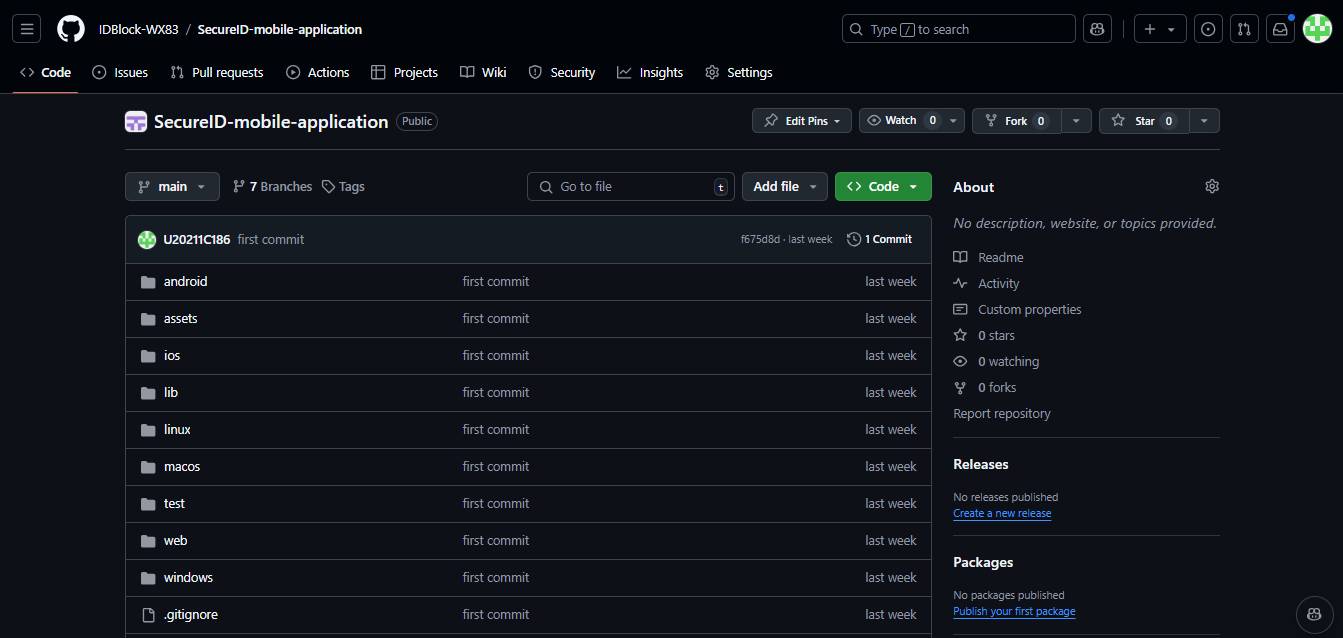 IDBlock-WX83 / SecureID-mobile-application
Type / to search
Code Issues Pull requests Actions Projects Wiki Security Insights Settings
SecureID-mobile-application Public
Edit Pins Watch 0 Fork 0 Star 0
main 7 Branches Tags Go to file t Add file Code
U20211C186 first commit f675d8d · last week 1 Commit
android first commit last week
assets first commit last week
ios first commit last week
lib first commit last week
linux first commit last week
macos first commit last week
test first commit last week
web first commit last week
windows first commit last week
.gitignore first commit last week
About
No description, website, or topics provided.
Readme
Activity
Custom properties
0 stars
0 watching
0 forks
Report repository
Releases
No releases published
Create a new release
Packages
No packages published
Publish your first package